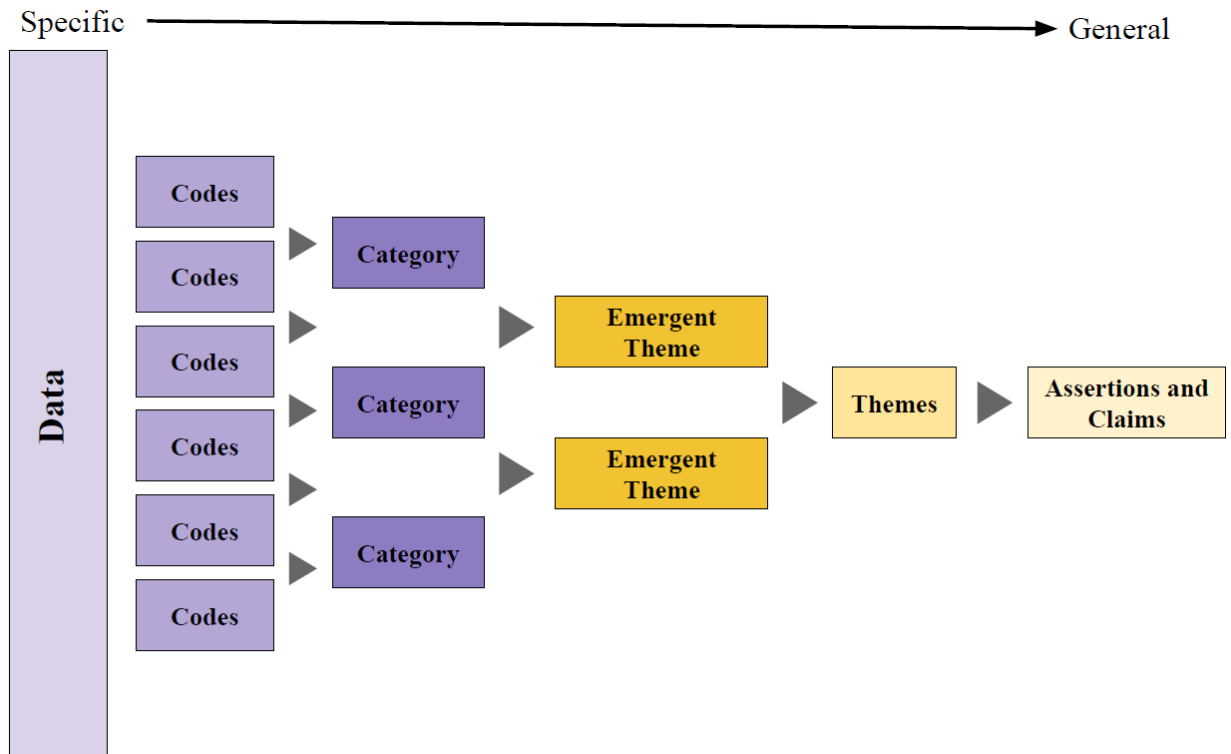 Specific
General
Data
Codes
Codes
Codes
Codes
Codes
Codes
Category
Category
Category
Emergent
Theme
Emergent
Theme
Themes
Assertions and
Claims